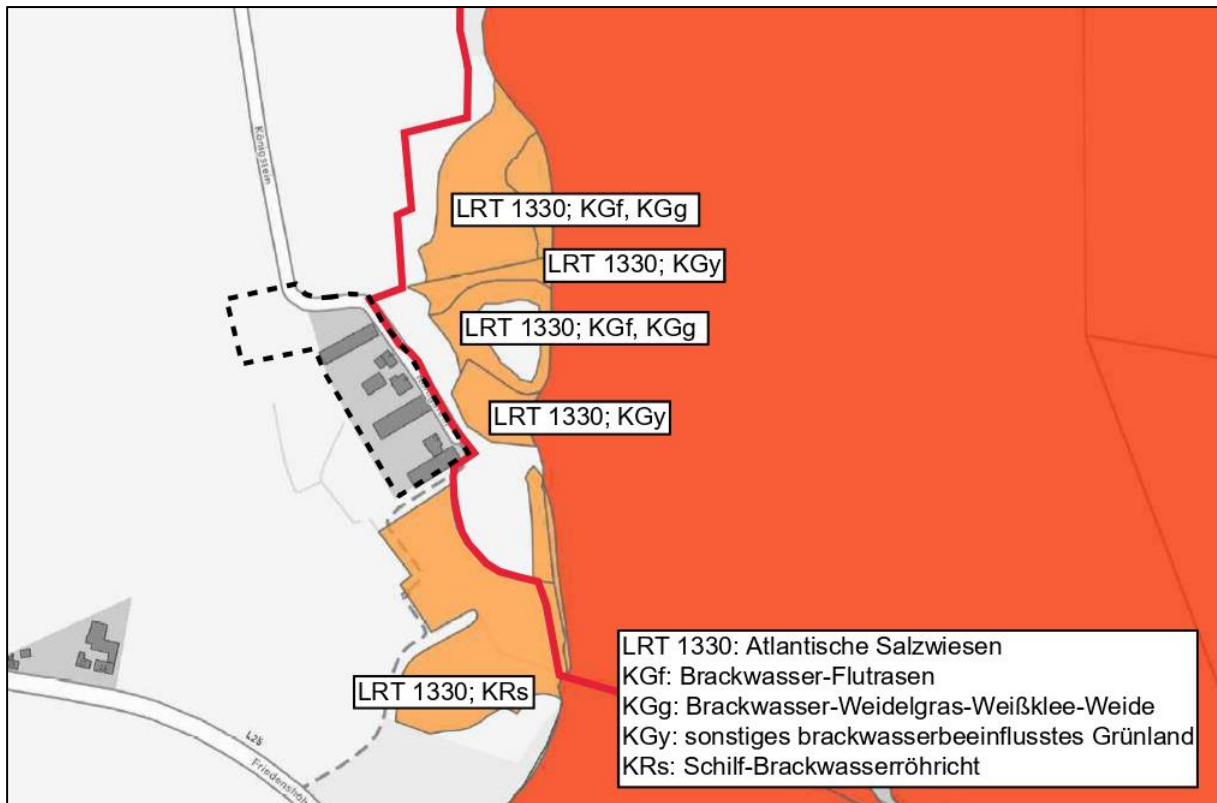 Königstein
LRT 1330; KGf, KGg
LRT 1330; KGy
LRT 1330; KGf, KGg
LRT 1330; KGy
LRT 1330; KRs
L25
Friedenshöh
LRT 1330: Atlantische Salzwiesen
KGf: Brackwasser-Flutrasen
KGg: Brackwasser-Weidelgras-Weißklee-Weide
KGy: sonstiges brackwasserbeeinflusstes Grünland
KRs: Schilf-Brackwasserröhricht